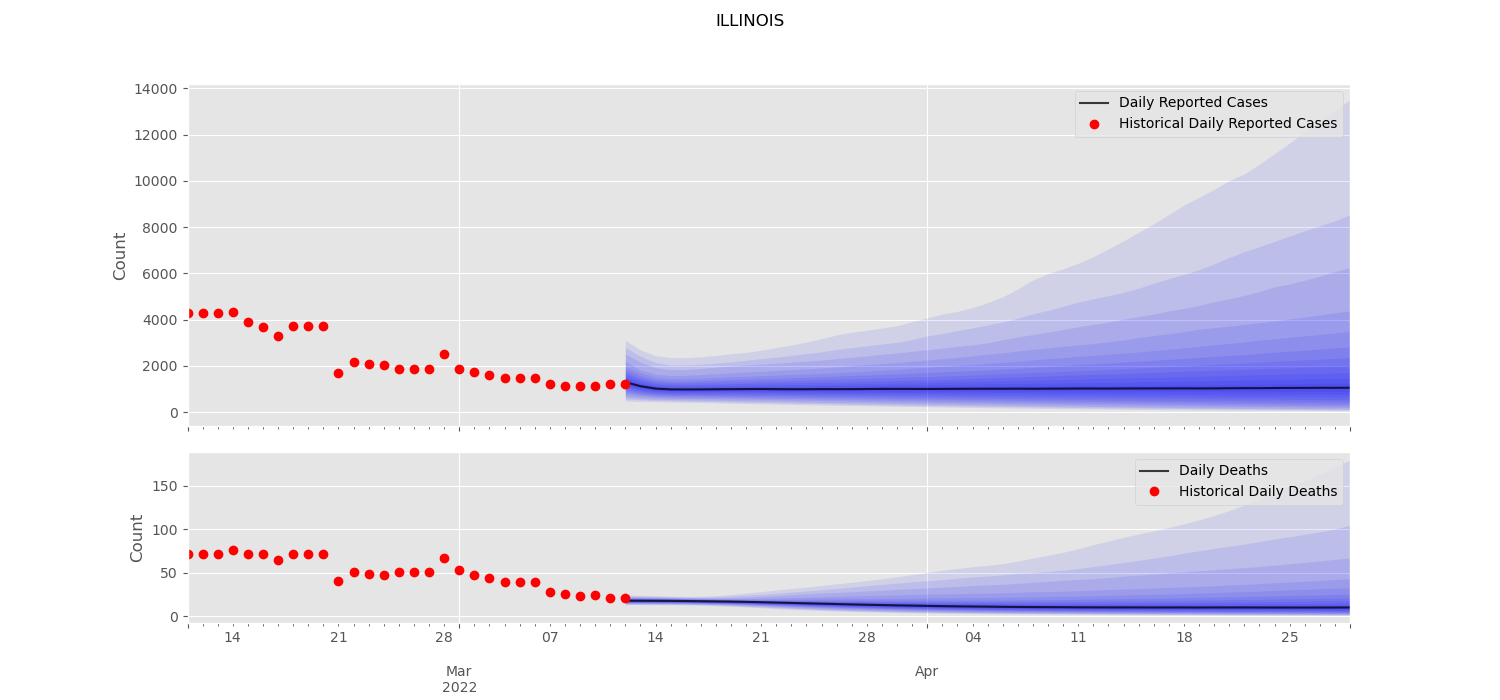 ILLINOIS
14000
12000
10000
8000
6000
4000
2000
0
Count
Daily Reported Cases
Historical Daily Reported Cases
150
100
50
0
Count
Daily Deaths
Historical Daily Deaths
14 21 28 07 14 21 28 04 11 18 25
Mar Apr
2022